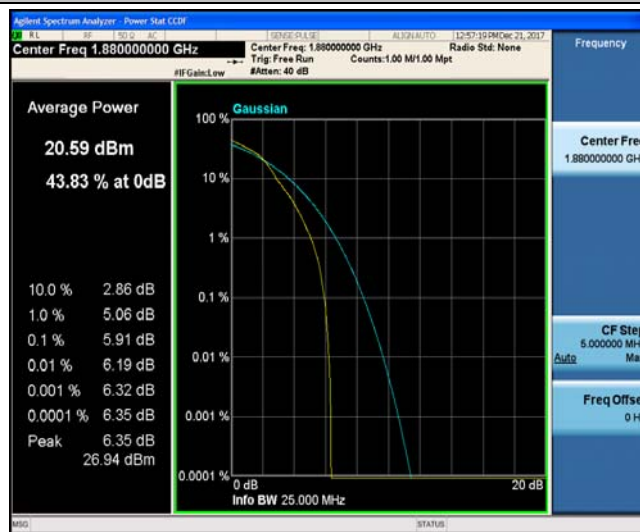 Agilent Spectrum Analyzer - Power Stat CCDF
RL RF 50 Ω AC SENSE:PULSE ALIGN AUTO 12:57:19 PM Dec 21, 2017
Center Freq 1.880000000 GHz
Center Freq: 1.880000000 GHz Radio Std: None
Trig: Free Run Counts:1.00 M/1.00 Mpt
#IFGain:Low #Atten: 40 dB
Frequency
Average Power
20.59 dBm
43.83 % at 0dB
10.0 % 2.86 dB
1.0 % 5.06 dB
0.1 % 5.91 dB
0.01 % 6.19 dB
0.001 % 6.32 dB
0.0001 % 6.35 dB
Peak 6.35 dB
26.94 dBm
Gaussian
100 %
10 %
1 %
0.1 %
0.01 %
0.001 %
0.0001 %
0 dB 20 dB
Info BW 25.000 MHz
Center Fre
1.880000000 GH
CF Ste
5.000000 MH
Auto Ma
Freq Offse
0 H
MSG STATUS